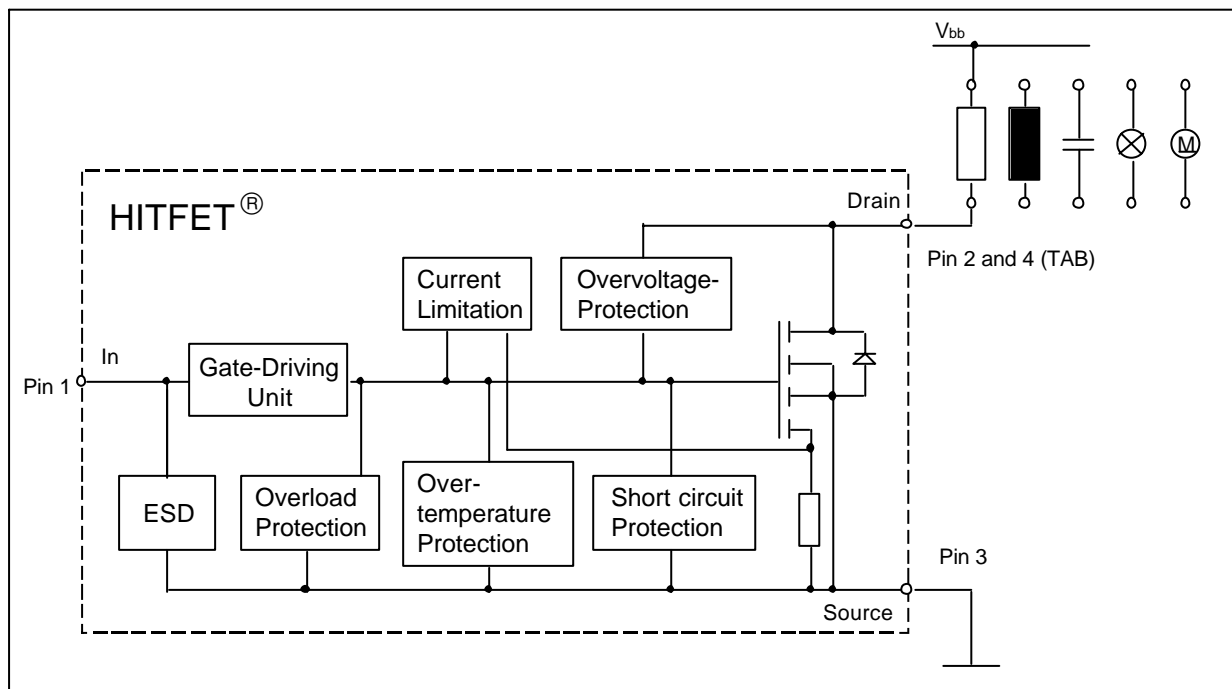 Vbb
M
HITFET ®
Drain
Pin 2 and 4 (TAB)
Current
Limitation
Overvoltage-
Protection
In
Pin 1
Gate-Driving
Unit
ESD
Overload
Protection
Over-
temperature
Protection
Short circuit
Protection
Pin 3
Source